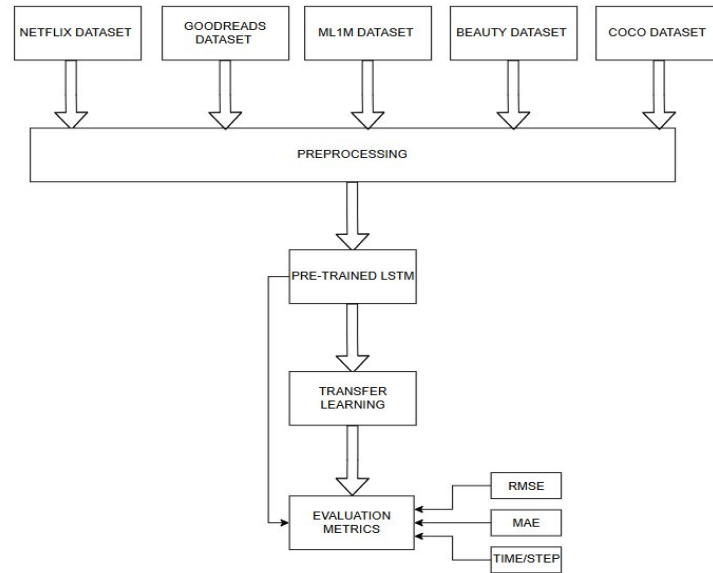 NETFLIX DATASET
GOODREADS
DATASET
ML1M DATASET
BEAUTY DATASET
COCO DATASET
PREPROCESSING
PRE-TRAINED LSTM
TRANSFER
LEARNING
EVALUATION
METRICS
RMSE
MAE
TIME/STEP